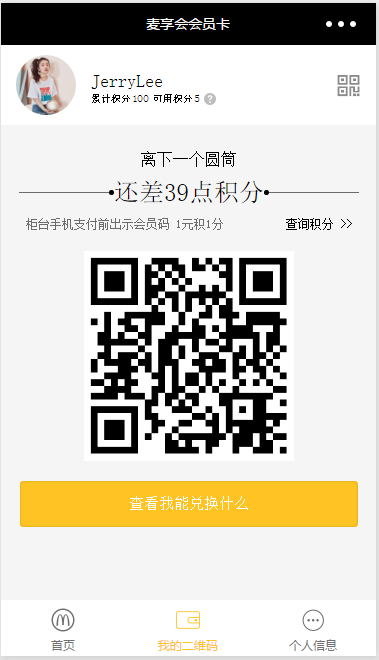 麦享会会员卡
JerryLee
累计积分100 可用积分5 ?
离下一个圆筒
还差39点积分
柜台手机支付前出示会员码 1元积1分 查询积分 >>
查看我能兑换什么
首页 我的二维码 个人信息